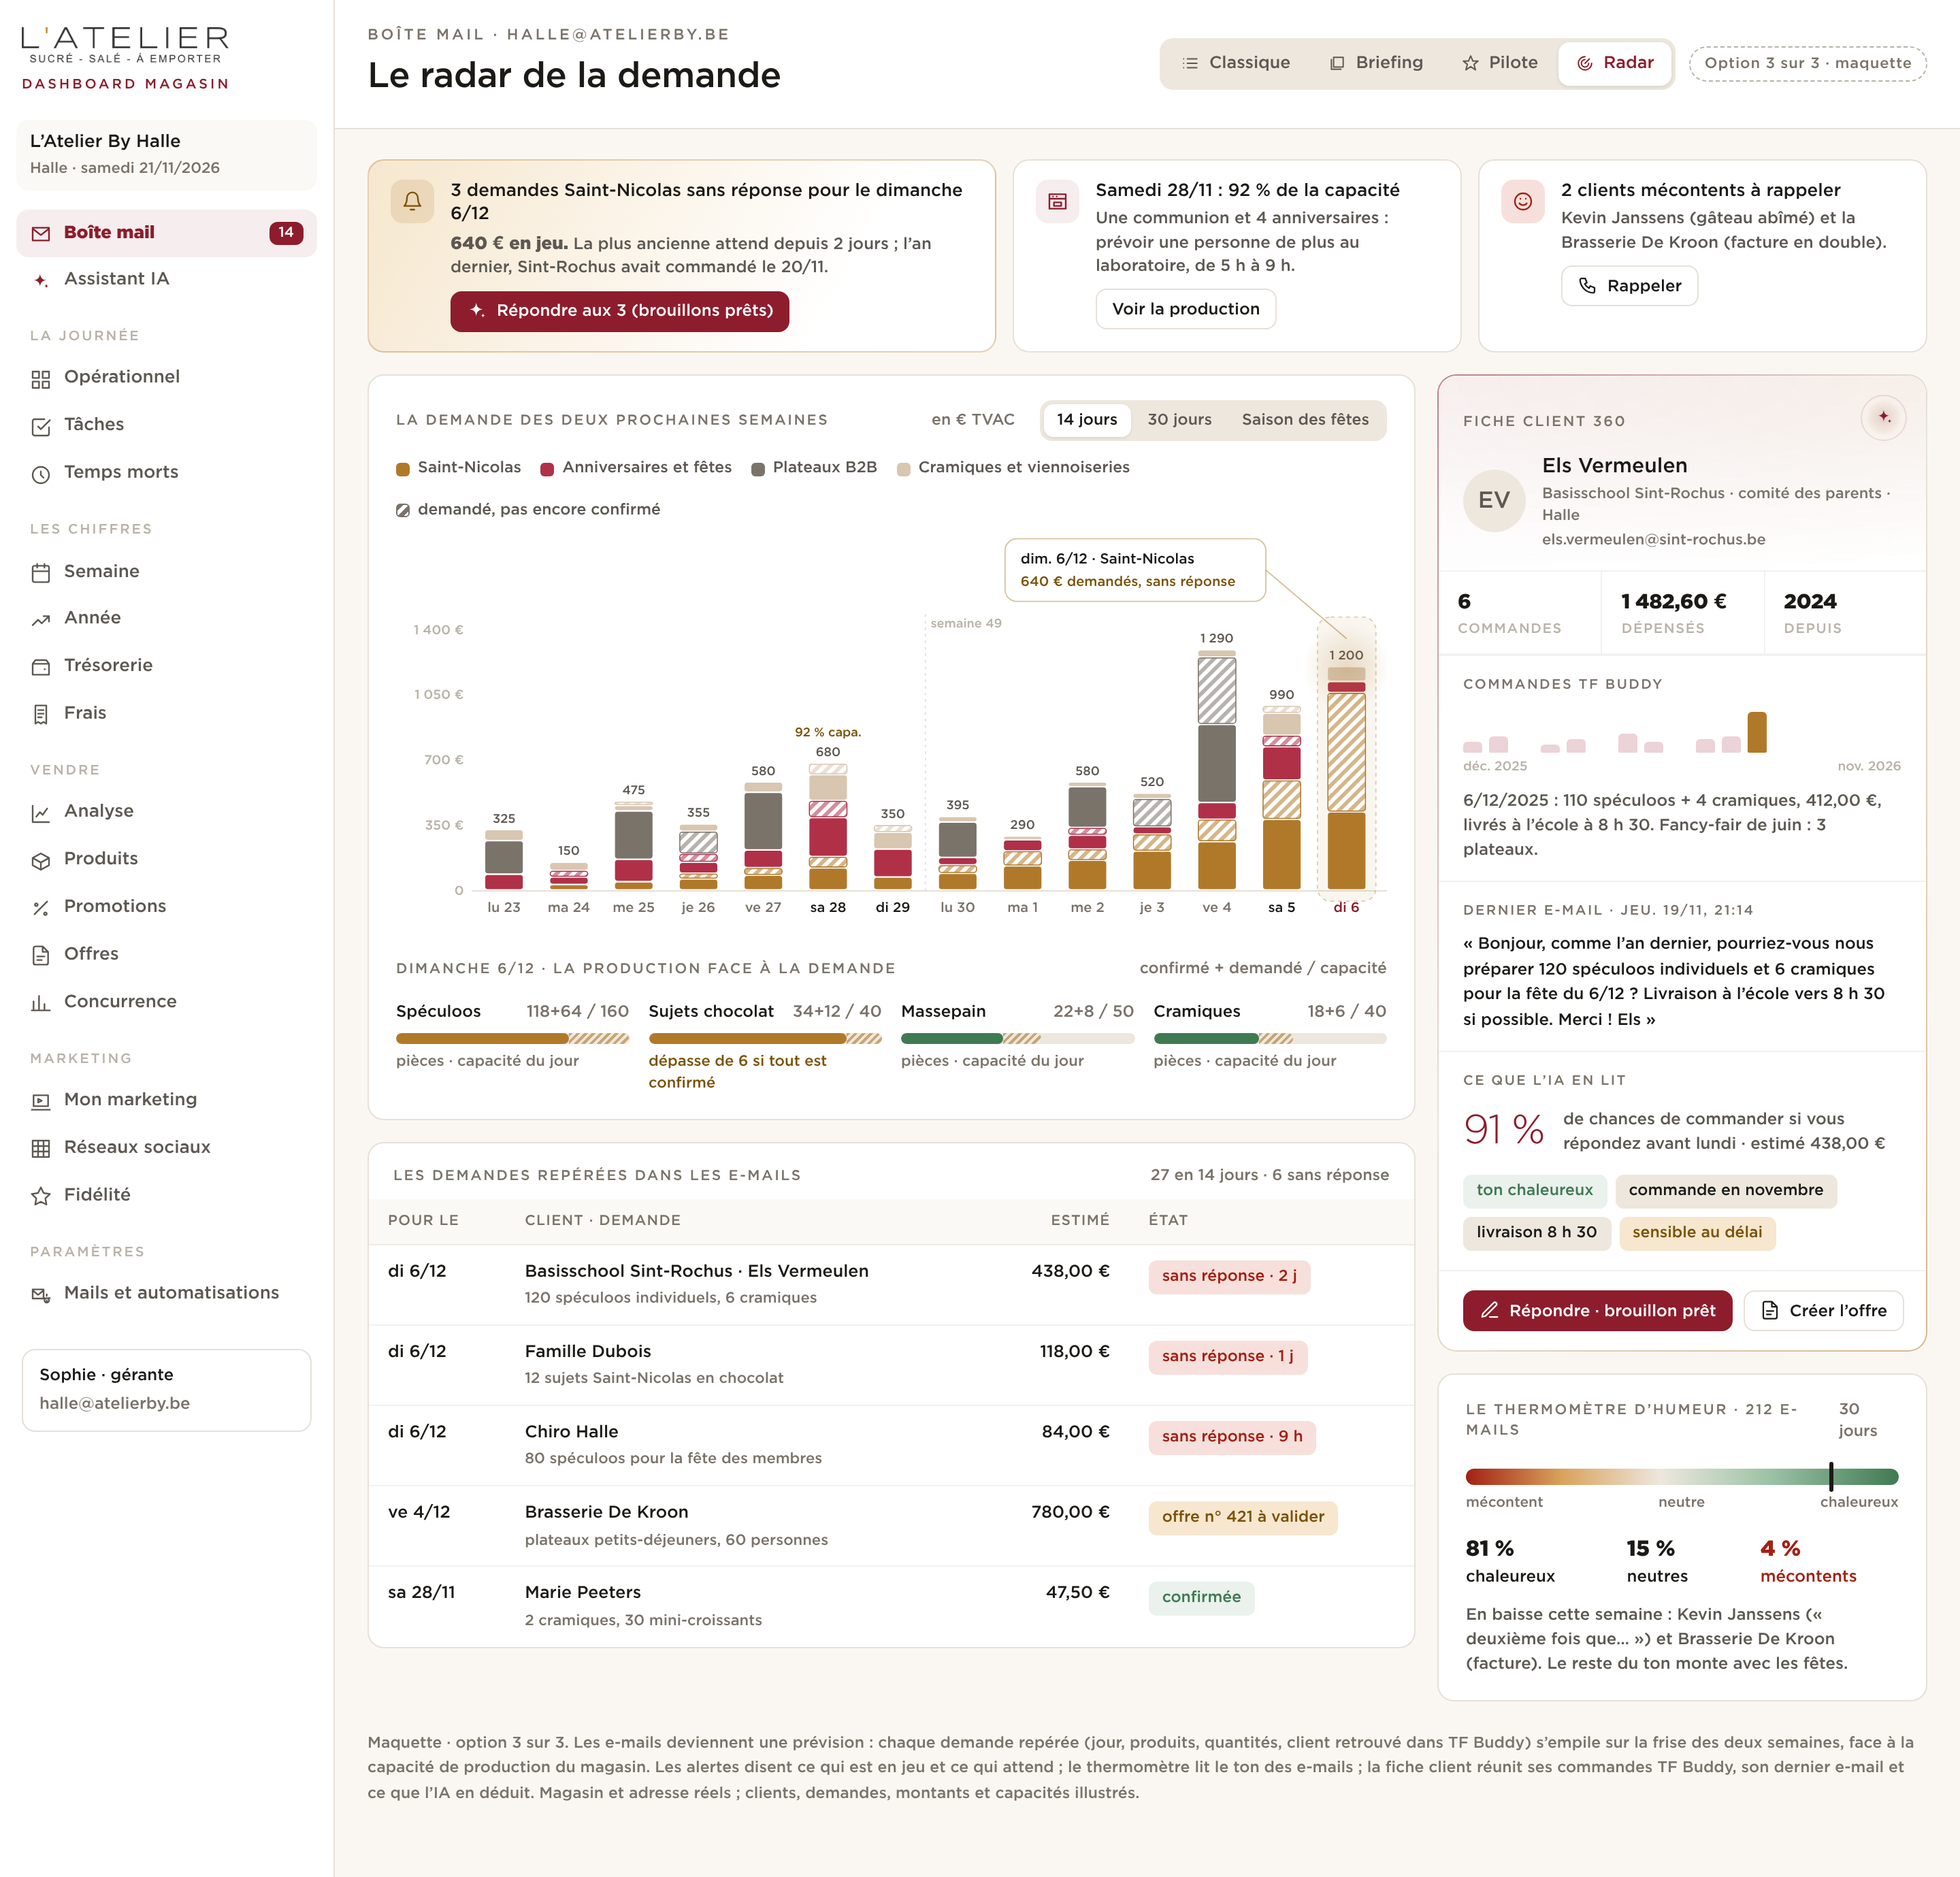 L'ATELIER
SUCRÉ - SALÉ - À EMPORTER
DASHBOARD MAGASIN
L’Atelier By Halle
Halle · samedi 21/11/2026
Boîte mail
14
Assistant IA
LA JOURNÉE
Opérationnel
Tâches
Temps morts
LES CHIFFRES
Semaine
Année
Trésorerie
Frais
VENDRE
Analyse
Produits
Promotions
Offres
Concurrence
MARKETING
Mon marketing
Réseaux sociaux
Fidélité
PARAMÈTRES
Mails et automatisations
Sophie · gérante
halle@atelierby.be
BOÎTE MAIL · HALLE@ATELIERBY.BE
Le radar de la demande
Classique
Briefing
Pilote
Radar
Option 3 sur 3 · maquette
3 demandes Saint-Nicolas sans réponse pour le dimanche
6/12
640 € en jeu. La plus ancienne attend depuis 2 jours ; l’an
dernier, Sint-Rochus avait commandé le 20/11.
Répondre aux 3 (brouillons prêts)
Samedi 28/11 : 92 % de la capacité
Une communion et 4 anniversaires :
prévoir une personne de plus au
laboratoire, de 5 h à 9 h.
Voir la production
2 clients mécontents à rappeler
Kevin Janssens (gâteau abîmé) et la
Brasserie De Kroon (facture en double).
Rappeler
LA DEMANDE DES DEUX PROCHAINES SEMAINES
en € TVAC
14 jours
30 jours
Saison des fêtes
Saint-Nicolas
Anniversaires et fêtes
Plateaux B2B
Cramiques et viennoiseries
demandé, pas encore confirmé
dim. 6/12 · Saint-Nicolas
640 € demandés, sans réponse
semaine 49
1 400 €
1 050 €
700 €
350 €
0
325
150
475
355
580
92 % capa.
680
350
395
290
580
520
1 290
990
1 200
lu 23
ma 24
me 25
je 26
ve 27
sa 28
di 29
lu 30
ma 1
me 2
je 3
ve 4
sa 5
di 6
DIMANCHE 6/12 · LA PRODUCTION FACE À LA DEMANDE
confirmé + demandé / capacité
Spéculoos
118+64 / 160
pièces · capacité du jour
Sujets chocolat
34+12 / 40
dépasse de 6 si tout est
confirmé
Massepain
22+8 / 50
pièces · capacité du jour
Cramiques
18+6 / 40
pièces · capacité du jour
LES DEMANDES REPÉRÉES DANS LES E-MAILS
27 en 14 jours · 6 sans réponse
POUR LE
CLIENT · DEMANDE
ESTIMÉ
ÉTAT
di 6/12
Basisschool Sint-Rochus · Els Vermeulen
120 spéculoos individuels, 6 cramiques
438,00 €
sans réponse · 2 j
di 6/12
Famille Dubois
12 sujets Saint-Nicolas en chocolat
118,00 €
sans réponse · 1 j
di 6/12
Chiro Halle
80 spéculoos pour la fête des membres
84,00 €
sans réponse · 9 h
ve 4/12
Brasserie De Kroon
plateaux petits-déjeuners, 60 personnes
780,00 €
offre n° 421 à valider
sa 28/11
Marie Peeters
2 cramiques, 30 mini-croissants
47,50 €
confirmée
FICHE CLIENT 360
EV
Els Vermeulen
Basisschool Sint-Rochus · comité des parents ·
Halle
els.vermeulen@sint-rochus.be
6
COMMANDES
1 482,60 €
DÉPENSÉS
2024
DEPUIS
COMMANDES TF BUDDY
déc. 2025
nov. 2026
6/12/2025 : 110 spéculoos + 4 cramiques, 412,00 €,
livrés à l’école à 8 h 30. Fancy-fair de juin : 3
plateaux.
DERNIER E-MAIL · JEU. 19/11, 21:14
« Bonjour, comme l’an dernier, pourriez-vous nous
préparer 120 spéculoos individuels et 6 cramiques
pour la fête du 6/12 ? Livraison à l’école vers 8 h 30
si possible. Merci ! Els »
CE QUE L’IA EN LIT
91 %
de chances de commander si vous
répondez avant lundi · estimé 438,00 €
ton chaleureux
commande en novembre
livraison 8 h 30
sensible au délai
Répondre · brouillon prêt
Créer l’offre
LE THERMOMÈTRE D’HUMEUR · 212 E-
MAILS
30
jours
mécontent
neutre
chaleureux
81 %
chaleureux
15 %
neutres
4 %
mécontents
En baisse cette semaine : Kevin Janssens («
deuxième fois que… ») et Brasserie De Kroon
(facture). Le reste du ton monte avec les fêtes.
Maquette · option 3 sur 3. Les e-mails deviennent une prévision : chaque demande repérée (jour, produits, quantités, client retrouvé dans TF Buddy) s’empile sur la frise des deux semaines, face à la
capacité de production du magasin. Les alertes disent ce qui est en jeu et ce qui attend ; le thermomètre lit le ton des e-mails ; la fiche client réunit ses commandes TF Buddy, son dernier e-mail et
ce que l’IA en déduit. Magasin et adresse réels ; clients, demandes, montants et capacités illustrés.